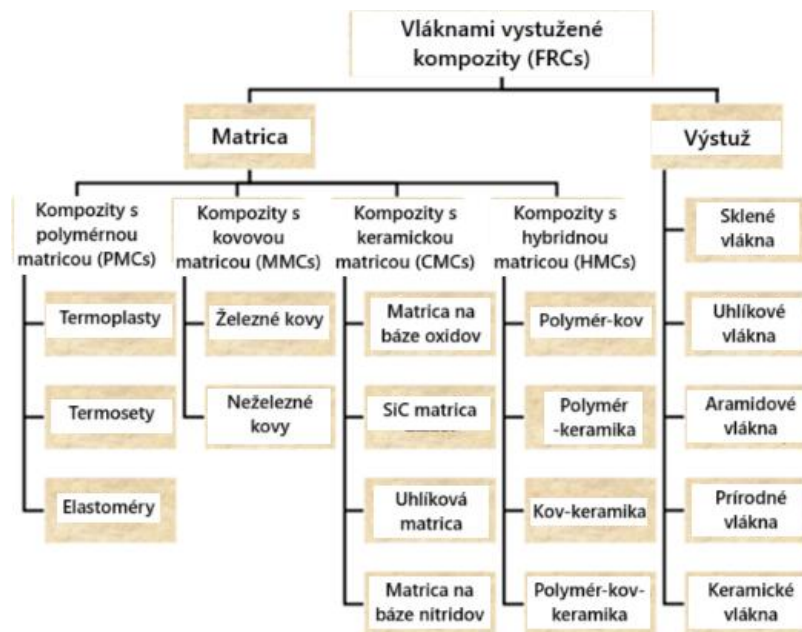 Vláknami vystužené
kompozity (FRCs)
Matrica
Výstuž
Kompozity s
polymérnou
matricou (PMCs)
Kompozity s
kovovou
matricou (MMCs)
Kompozity s
keramickou
matricou (CMCs)
Kompozity s
hybridnou
matricou (HMCs)
Termoplasty
Termosety
Elastoméry
Železné kovy
Neželezné
kovy
Matrica na
báze oxidov
SiC matrica
Uhlíková
matrica
Matrica na
báze nitridov
Polymér-kov
Polymér
-keramika
Kov-keramika
Polymér-kov-
keramika
Sklené
vlákna
Uhlíkové
vlákna
Aramidové
vlákna
Prírodné
vlákna
Keramické
vlákna